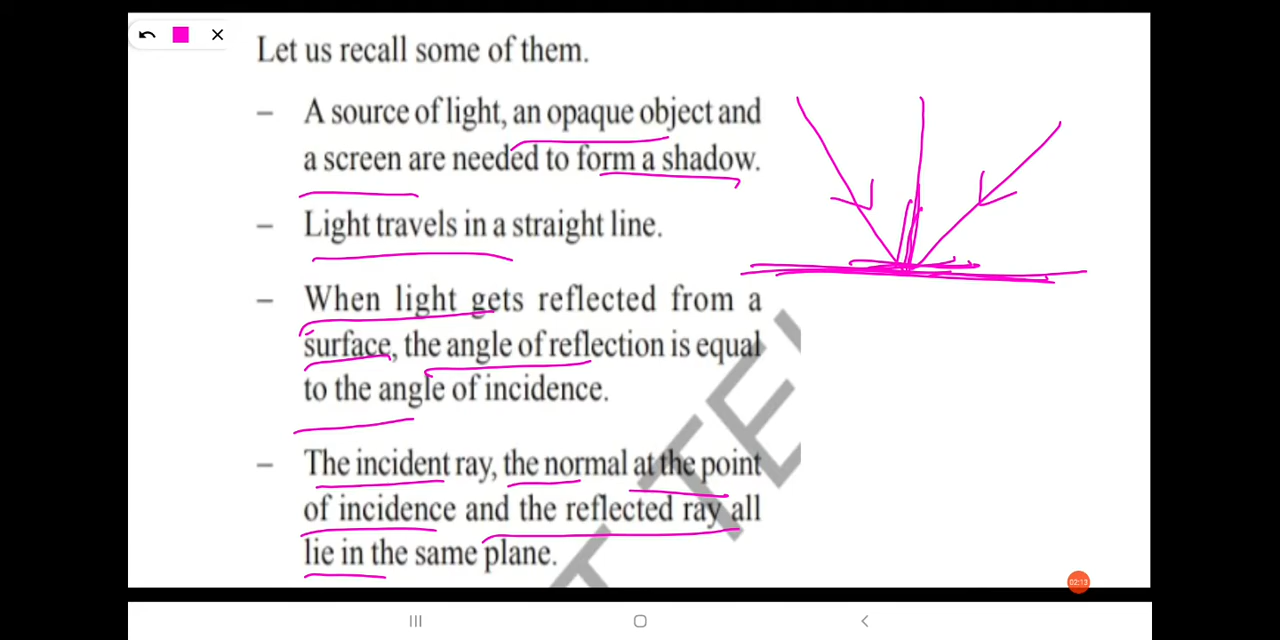 Let us recall some of them.
– A source of light, an opaque object and
a screen are needed to form a shadow.
– Light travels in a straight line.
– When light gets reflected from a
surface, the angle of reflection is equal
to the angle of incidence.
– The incident ray, the normal at the point
of incidence and the reflected ray all
lie in the same plane.
02:13